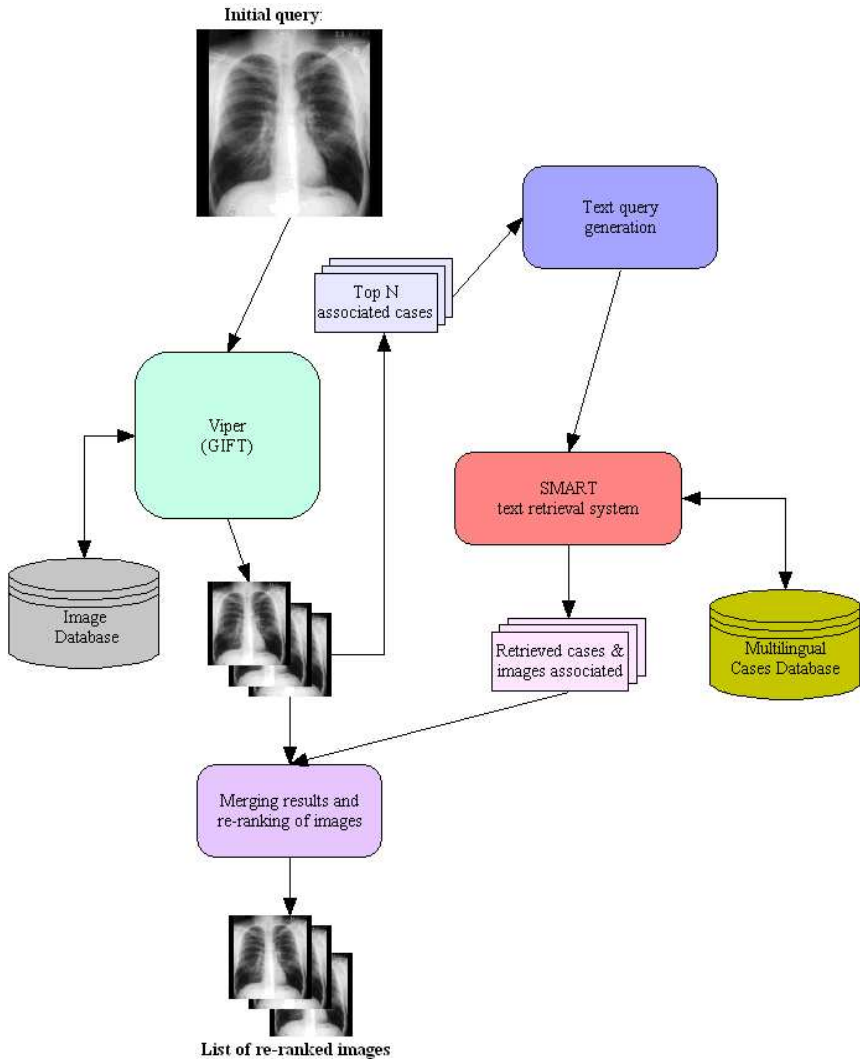 Initial query:
Text query
generation
Top N
associated cases
Viper
(GIFT)
SMART
text retrieval system
Image
Database
Retrieved cases &
images associated
Multilingual
Cases Database
Merging results and
re-ranking of images
List of re-ranked images